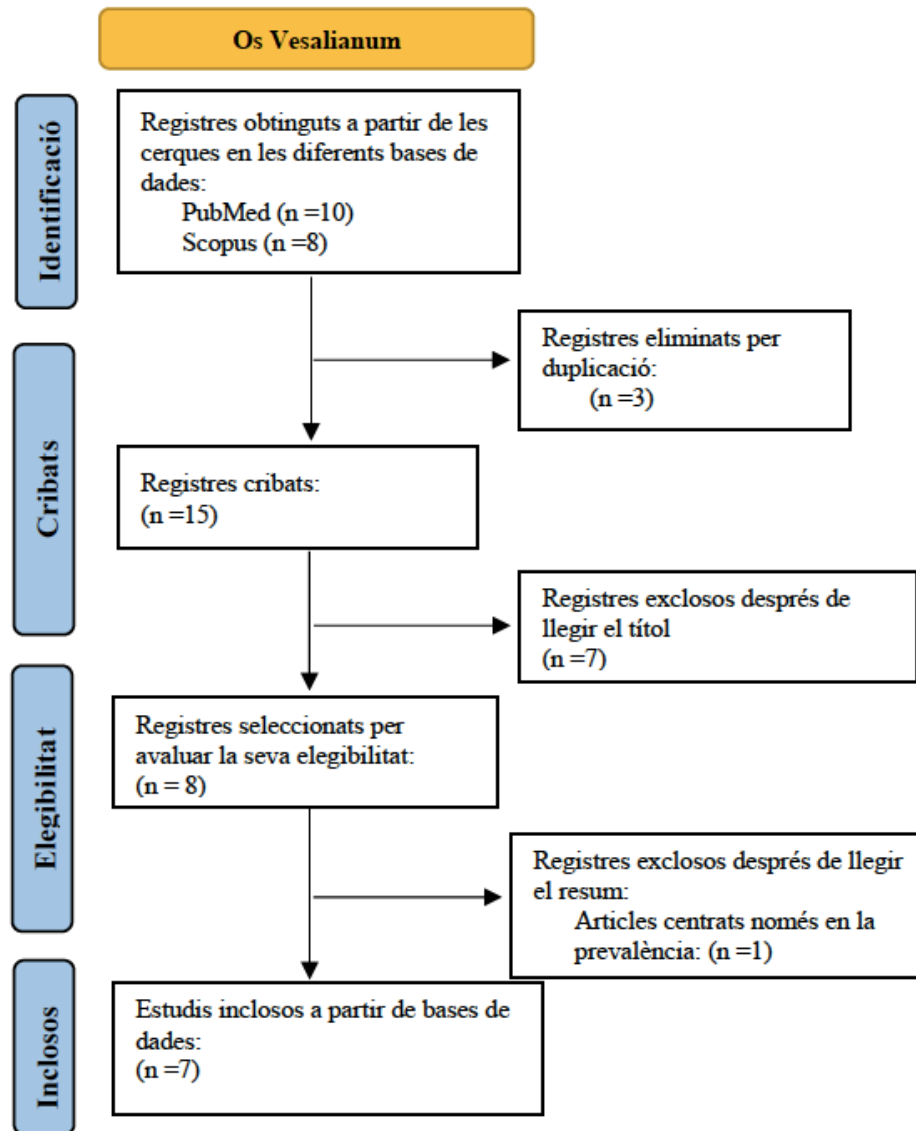 Os Vesalianum
Identificació
Registres obtinguts a partir de les
cerques en les diferents bases de
dades:
PubMed (n =10)
Scopus (n =8)
Registres eliminats per
duplicació:
(n =3)
Cribats
Registres cribats:
(n =15)
Registres exclosos després de
llegir el títol
(n =7)
Elegibilitat
Registres seleccionats per
avaluar la seva elegibilitat:
(n = 8)
Registres exclosos després de llegir
el resum:
Articles centrats només en la
prevalència: (n =1)
Inclosos
Estudis inclosos a partir de bases de
dades:
(n =7)